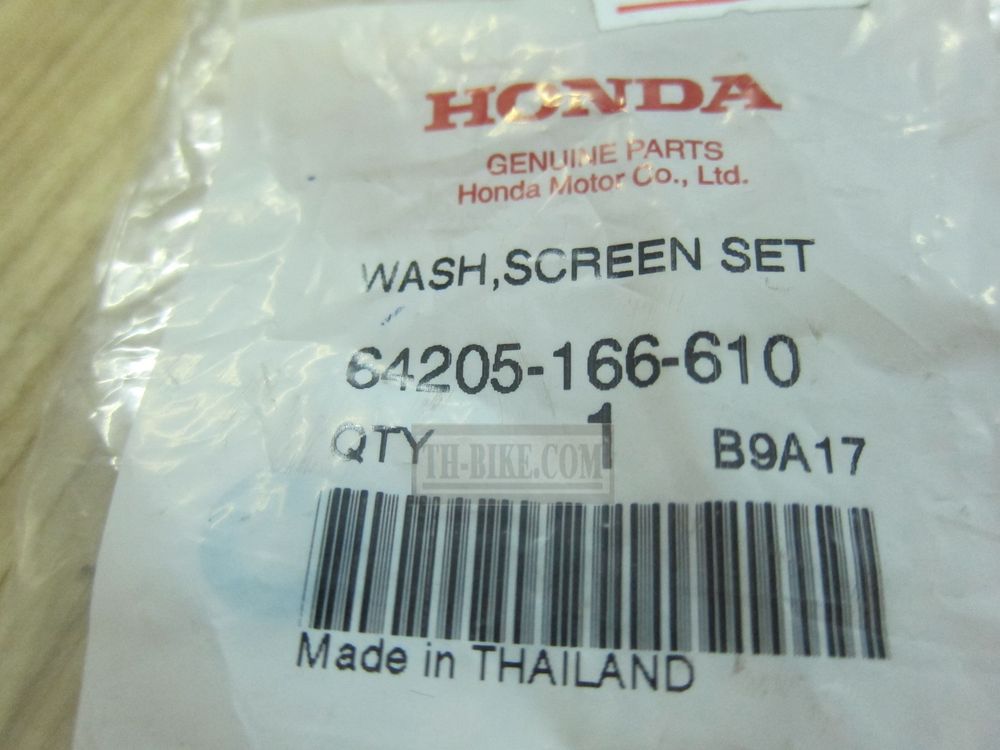 HONDA
GENUINE PARTS
Honda Motor Co., Ltd.
WASH,SCREEN SET
64205-166-610
QTY 1 B9A17
TH-BIKE.COM
Made in THAILAND